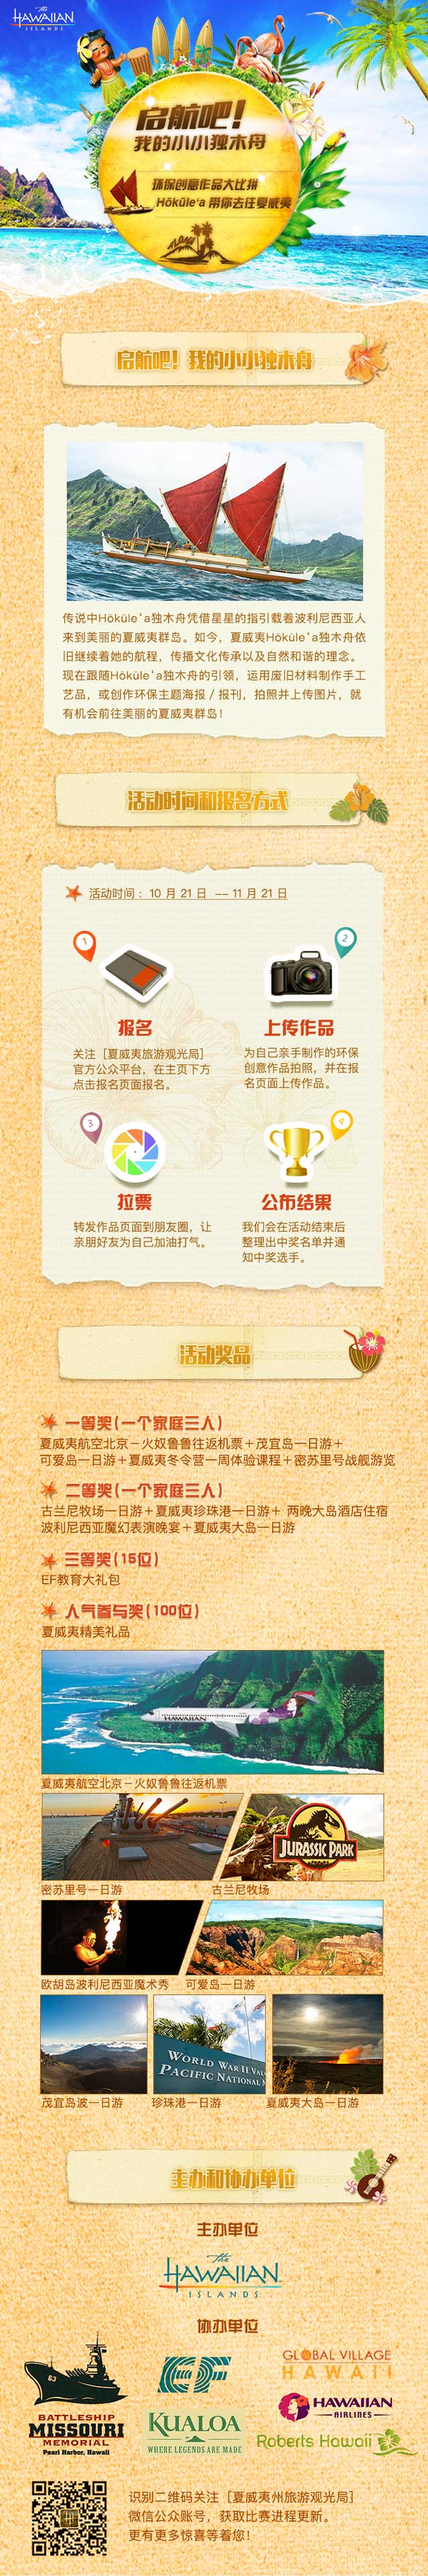 The
HAWAIIAN
ISLANDS
启航吧！
我的小小独木舟
环保创意作品大比拼
Hōkūle'a 带你去往夏威夷
启航吧！我的小小独木舟
传说中Hōkūle'a独木舟凭借星星的指引载着波利尼西亚人
来到美丽的夏威夷群岛。如今，夏威夷Hōkūle'a独木舟依
旧继续着她的航程，传播文化传承以及自然和谐的理念。
现在跟随Hōkūle'a独木舟的引领，运用废旧材料制作手工
艺品，或创作环保主题海报／报刊，拍照并上传图片，就
有机会前往美丽的夏威夷群岛！
活动时间和报名方式
活动时间：10 月 21 日 -- 11 月 21 日
1
2
报名
上传作品
关注［夏威夷旅游观光局］
官方公众平台，在主页下方
点击报名页面报名。
为自己亲手制作的环保
创意作品拍照，并在报
名页面上传作品。
3
4
拉票
公布结果
转发作品页面到朋友圈，让
亲朋好友为自己加油打气。
我们会在活动结束后
整理出中奖名单并通
知中奖选手。
活动奖品
一等奖(一个家庭三人)
夏威夷航空北京－火奴鲁鲁往返机票＋茂宜岛一日游＋
可爱岛一日游＋夏威夷冬令营一周体验课程＋密苏里号战舰游览
二等奖(一个家庭三人)
古兰尼牧场一日游＋夏威夷珍珠港一日游＋ 两晚大岛酒店住宿
波利尼西亚魔幻表演晚宴＋夏威夷大岛一日游
三等奖(15位)
EF教育大礼包
人气参与奖(100位)
夏威夷精美礼品
HAWAIIAN
夏威夷航空北京－火奴鲁鲁往返机票
JURASSIC PARK
密苏里号一日游
古兰尼牧场
欧胡岛波利尼西亚魔术秀
可爱岛一日游
WORLD WAR II VAL
PACIFIC NATIONAL M
茂宜岛波一日游
珍珠港一日游
夏威夷大岛一日游
主办和协办单位
主办单位
The
HAWAIIAN
ISLANDS
协办单位
63
BATTLESHIP
MISSOURI
MEMORIAL
Pearl Harbor, Hawaii
EF
KUALOA
WHERE LEGENDS ARE MADE
GLOBAL VILLAGE
HAWAII
HAWAIIAN
AIRLINES
Roberts Hawaii
识别二维码关注［夏威夷州旅游观光局］
微信公众账号，获取比赛进程更新。
更有更多惊喜等着您！